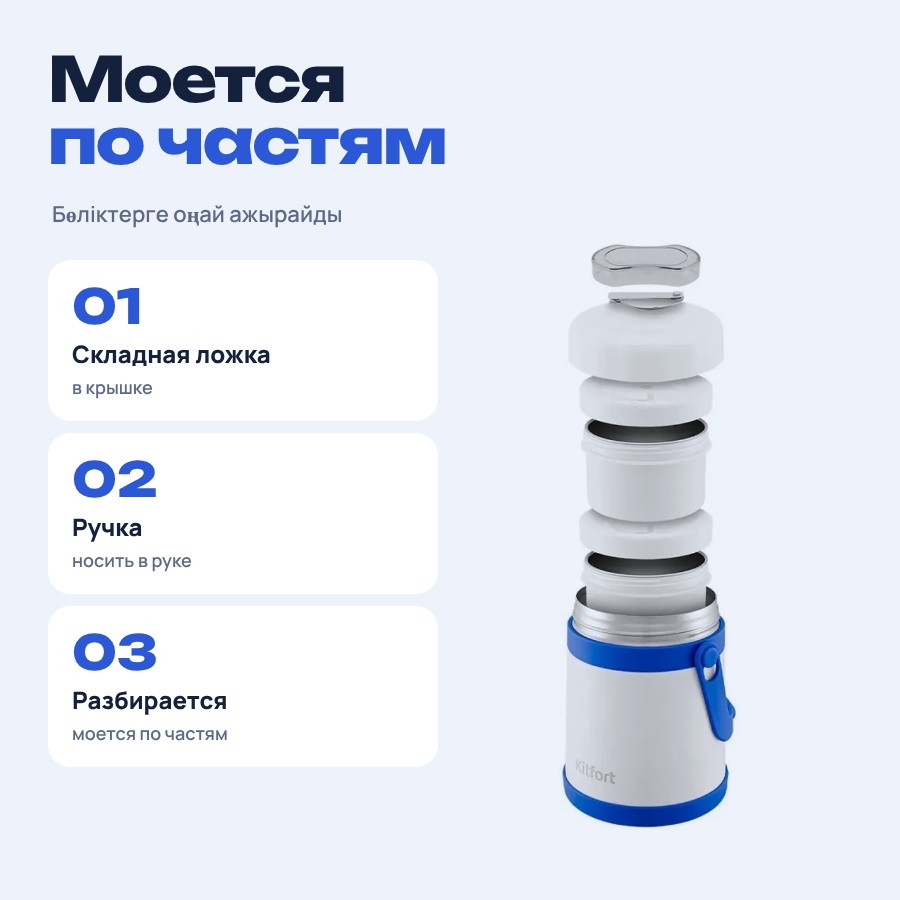 Моется
по частям
Бөліктерге оңай ажырайды
01
Складная ложка
в крышке
02
Ручка
носить в руке
03
Разбирается
моется по частям
kitfort